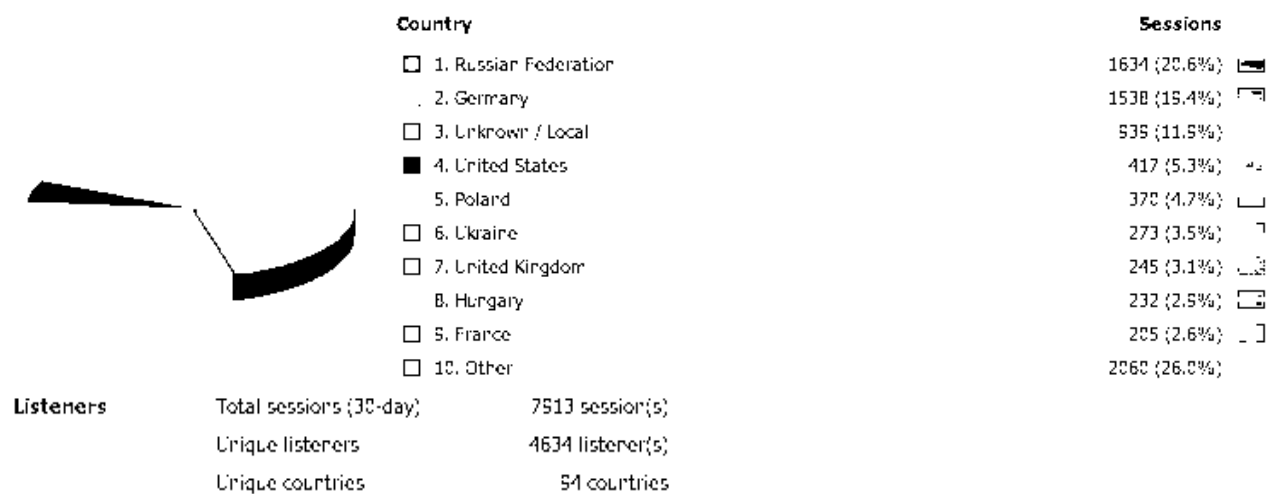 Country Sessions
1. Russian Federation 1634 (20.6%)
2. Germany 1538 (19.4%)
3. Unknown / Local 939 (11.9%)
4. United States 417 (5.3%)
5. Poland 370 (4.7%)
6. Ukraine 273 (3.5%)
7. United Kingdom 245 (3.1%)
8. Hungary 232 (2.9%)
9. France 205 (2.6%)
10. Other 2060 (26.0%)
Listeners Total sessions (30-day) 7913 session(s)
Unique listeners 4634 listener(s)
Unique countries 94 countries